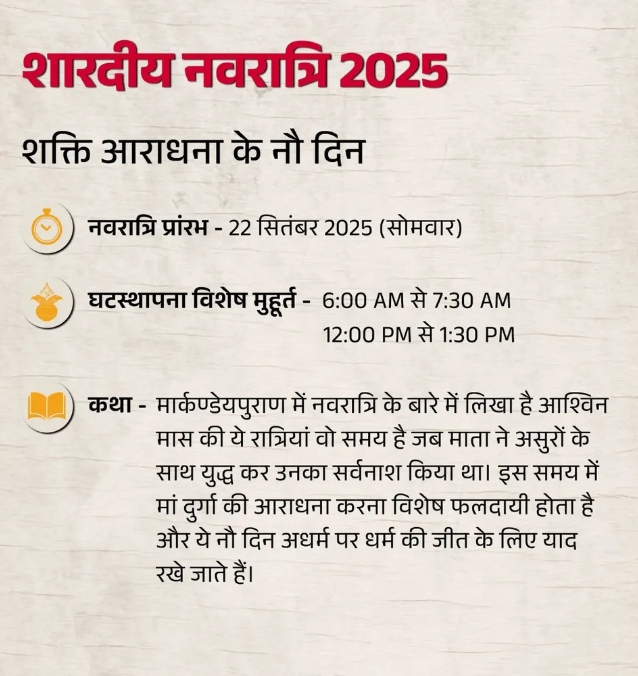 शारदीय नवरात्रि 2025
शक्ति आराधना के नौ दिन
नवरात्रि प्रांरभ - 22 सितंबर 2025 (सोमवार)
घटस्थापना विशेष मुहूर्त - 6:00 AM से 7:30 AM
12:00 PM से 1:30 PM
कथा - मार्कण्डेयपुराण में नवरात्रि के बारे में लिखा है आश्विन
मास की ये रात्रियां वो समय है जब माता ने असुरों के
साथ युद्ध कर उनका सर्वनाश किया था। इस समय में
मां दुर्गा की आराधना करना विशेष फलदायी होता है
और ये नौ दिन अधर्म पर धर्म की जीत के लिए याद
रखे जाते हैं।